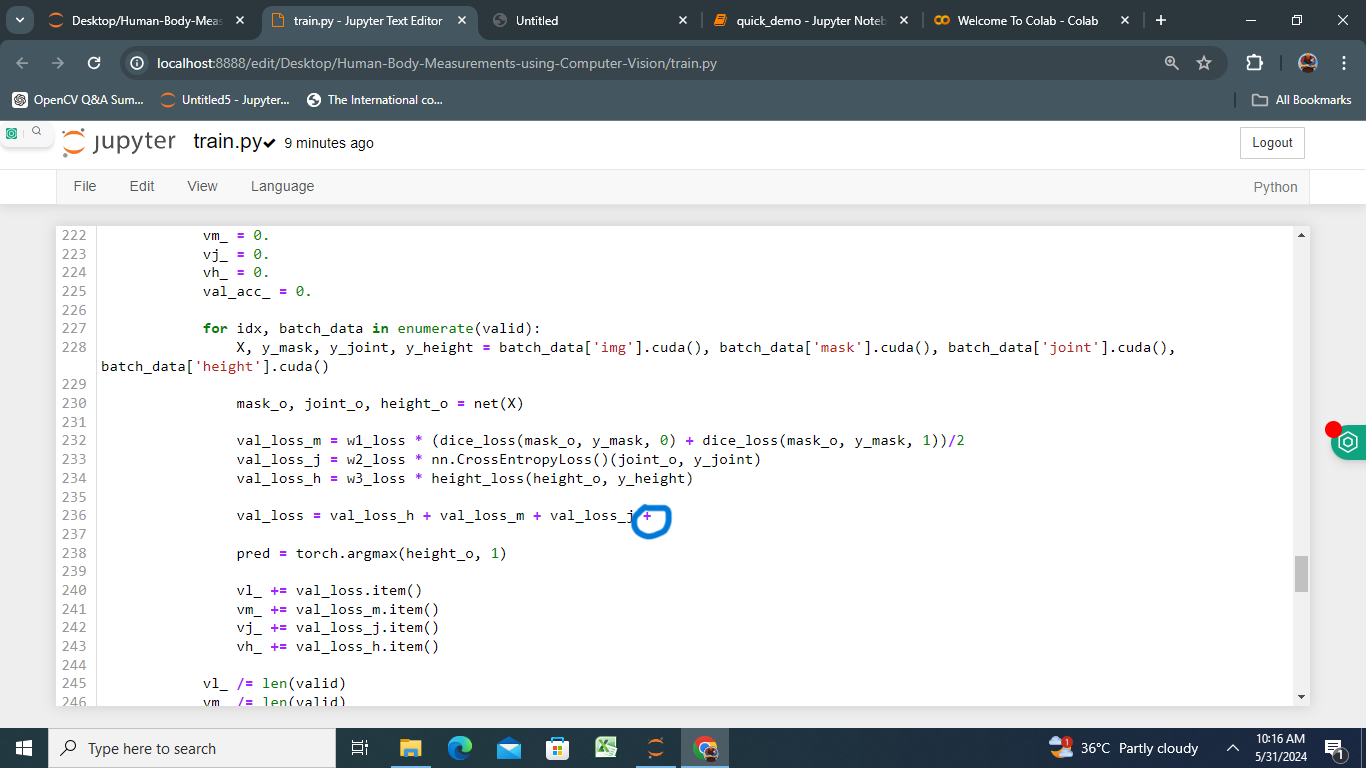 Desktop/Human-Body-Meas
train.py - Jupyter Text Editor
Untitled
quick_demo - Jupyter Noteb
Welcome To Colab - Colab
localhost:8888/edit/Desktop/Human-Body-Measurements-using-Computer-Vision/train.py
OpenCV Q&A Sum...
Untitled5 - Jupyter...
The International co...
All Bookmarks
jupyter train.py 9 minutes ago
Logout
File Edit View Language
Python
222 vm_ = 0.
223 vj_ = 0.
224 vh_ = 0.
225 val_acc_ = 0.
226
227 for idx, batch_data in enumerate(valid):
228 X, y_mask, y_joint, y_height = batch_data['img'].cuda(), batch_data['mask'].cuda(), batch_data['joint'].cuda(),
batch_data['height'].cuda()
229
230 mask_o, joint_o, height_o = net(X)
231
232 val_loss_m = w1_loss * (dice_loss(mask_o, y_mask, 0) + dice_loss(mask_o, y_mask, 1))/2
233 val_loss_j = w2_loss * nn.CrossEntropyLoss()(joint_o, y_joint)
234 val_loss_h = w3_loss * height_loss(height_o, y_height)
235
236 val_loss = val_loss_h + val_loss_m + val_loss_j +
237
238 pred = torch.argmax(height_o, 1)
239
240 vl_ += val_loss.item()
241 vm_ += val_loss_m.item()
242 vj_ += val_loss_j.item()
243 vh_ += val_loss_h.item()
244
245 vl_ /= len(valid)
246 vm_ /= len(valid)
Type here to search
1
36°C Partly cloudy
10:16 AM
5/31/2024
1